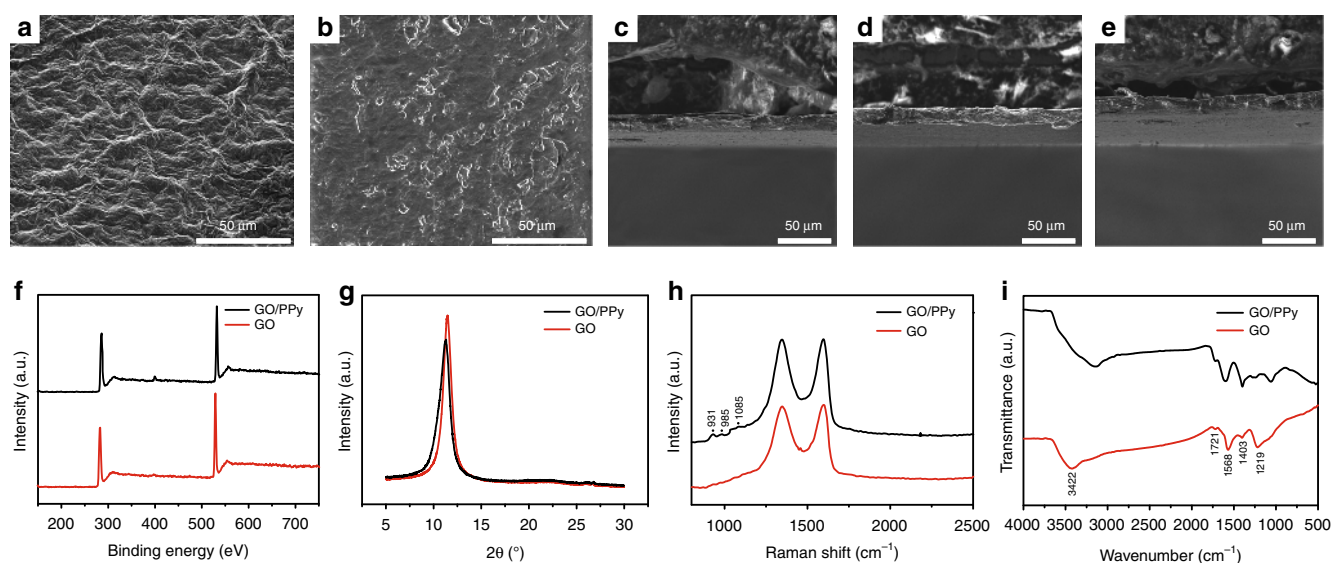 a
b
c
d
e
50 µm
50 µm
50 µm
50 µm
50 µm
f
g
h
i
GO/PPy
GO
Intensity (a.u.)
200 300 400 500 600 700
Binding energy (eV)
GO/PPy
GO
Intensity (a.u.)
5 10 15 20 25 30
2θ (°)
GO/PPy
GO
931
985
1085
Intensity (a.u.)
1000 1500 2000 2500
Raman shift (cm⁻¹)
GO/PPy
GO
3422
1721
1568
1403
1219
Transmittance (a.u.)
4000 3500 3000 2500 2000 1500 1000 500
Wavenumber (cm⁻¹)